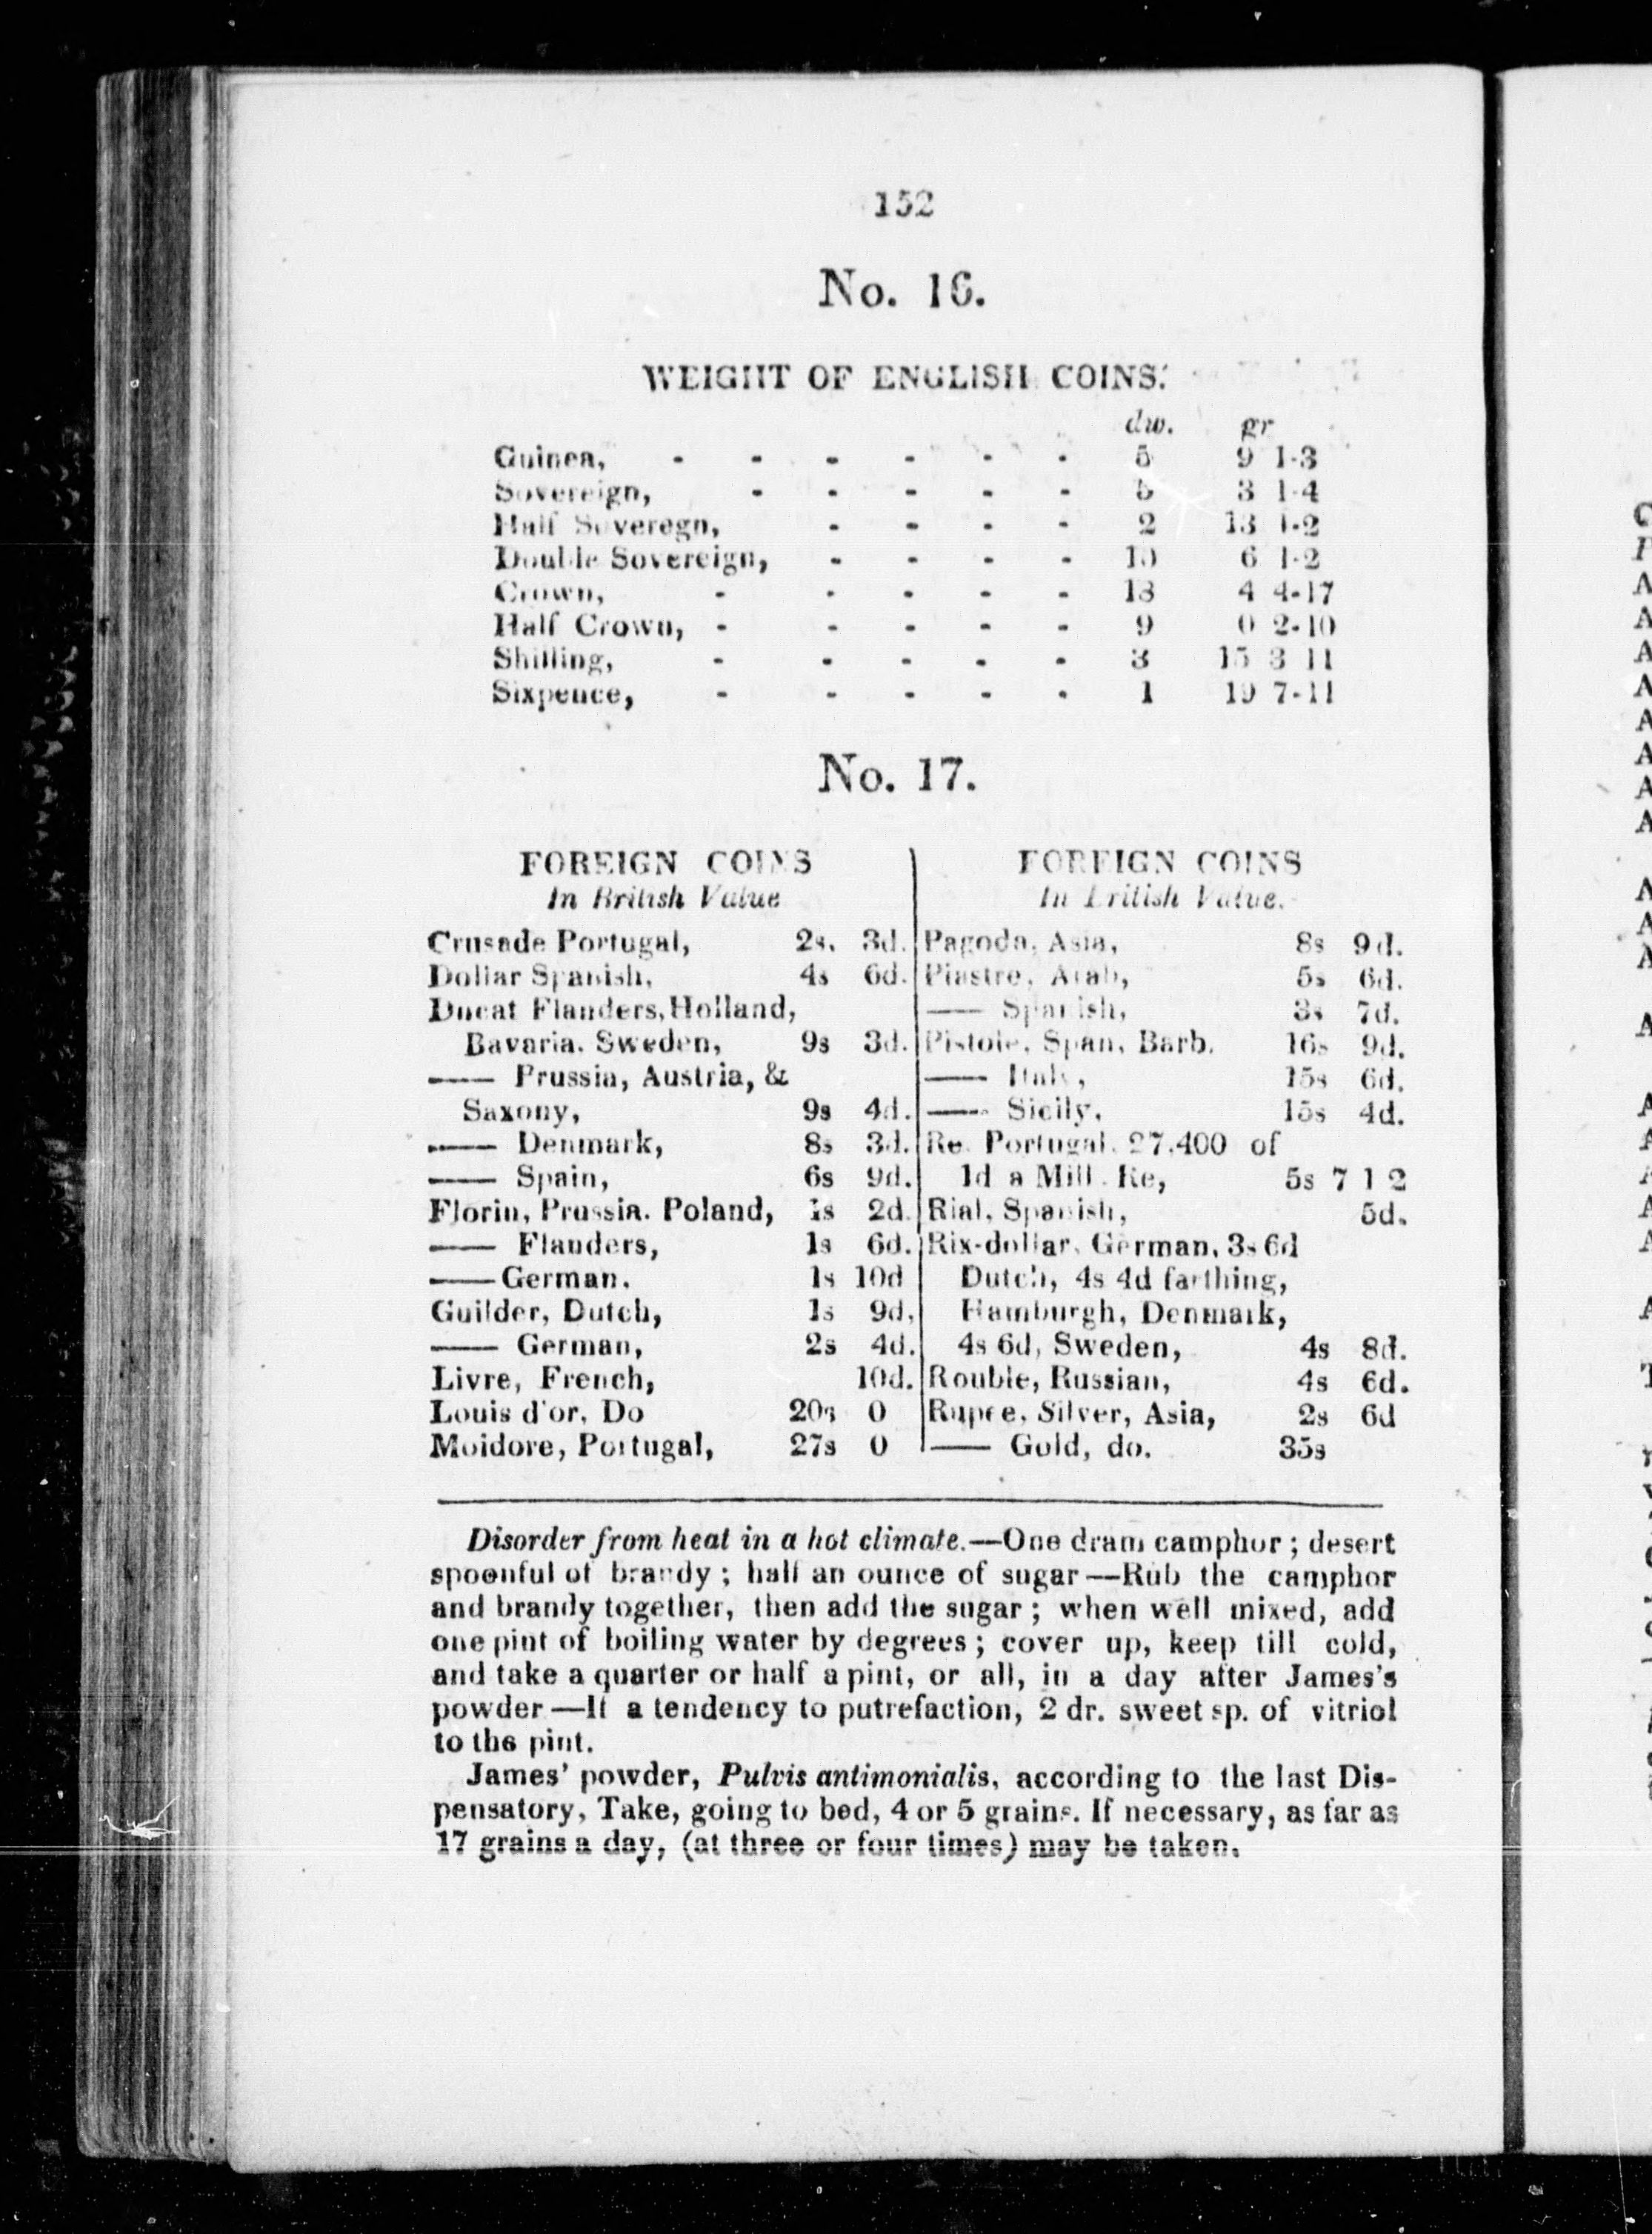 152
No. 16.
WEIGHT OF ENGLISH COINS.
dw. gr
Guinea, - - - - - - 5 9 1-3
Sovereign, - - - - - 5 3 1-4
Half Soveregn, - - - - 2 13 1-2
Double Sovereign, - - - - 10 6 1-2
Crown, - - - - - 18 4 4-17
Half Crown, - - - - - 9 0 2-10
Shilling, - - - - - 3 15 3 11
Sixpence, - - - - - 1 19 7-11
No. 17.
FOREIGN COINS
In British Value
Crusade Portugal, 2s. 3d.
Dollar Spanish, 4s 6d.
Ducat Flanders, Holland,
Bavaria. Sweden, 9s 3d.
—— Prussia, Austria, &
Saxony, 9s 4d.
—— Denmark, 8s 3d.
—— Spain, 6s 9d.
Florin, Prussia. Poland, 1s 2d.
—— Flanders, 1s 6d.
—— German. 1s 10d
Guilder, Dutch, 1s 9d,
—— German, 2s 4d.
Livre, French, 10d.
Louis d'or, Do 20s 0
Moidore, Portugal, 27s 0
FOREIGN COINS
In British Value.
Pagoda, Asia, 8s 9d.
Piastre, Arab, 5s 6d.
—— Spanish, 3s 7d.
Pistole, Span, Barb. 16s 9d.
—— Italy, 15s 6d.
—— Sicily, 15s 4d.
Re. Portugal. 27,400 of
1d a Mill. Re, 5s 7 1 2
Rial, Spanish, 5d.
Rix-dollar, German, 3s 6d
Dutch, 4s 4d farthing,
Hamburgh, Denmark,
4s 6d, Sweden, 4s 8d.
Rouble, Russian, 4s 6d.
Rupee, Silver, Asia, 2s 6d
—— Gold, do. 35s
Disorder from heat in a hot climate.—One dram camphor; desert
spoonful of brandy; half an ounce of sugar—Rub the camphor
and brandy together, then add the sugar; when well mixed, add
one pint of boiling water by degrees; cover up, keep till cold,
and take a quarter or half a pint, or all, in a day after James's
powder—If a tendency to putrefaction, 2 dr. sweet sp. of vitriol
to the pint.
James' powder, Pulvis antimonialis, according to the last Dis-
pensatory, Take, going to bed, 4 or 5 grains. If necessary, as far as
17 grains a day, (at three or four times) may be taken.